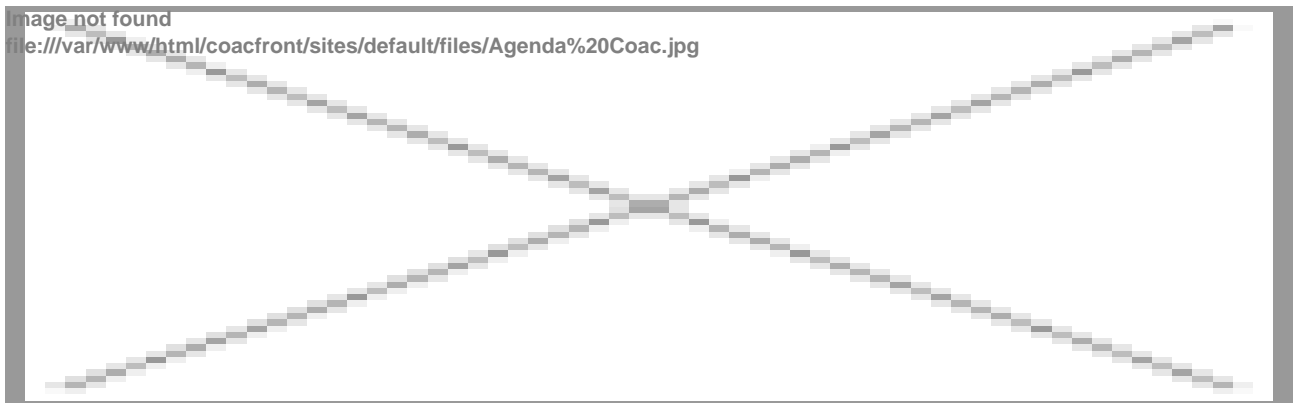 Image not found
file:///var/www/html/coacfront/sites/default/files/Agenda%20Coac.jpg